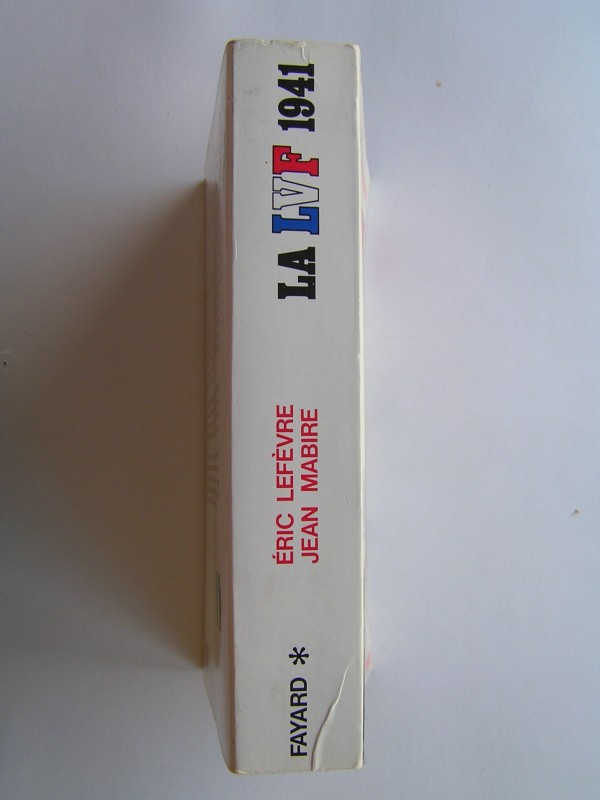 LA LVF 1941
ÉRIC LEFÈVRE
JEAN MABIRE
FAYARD *